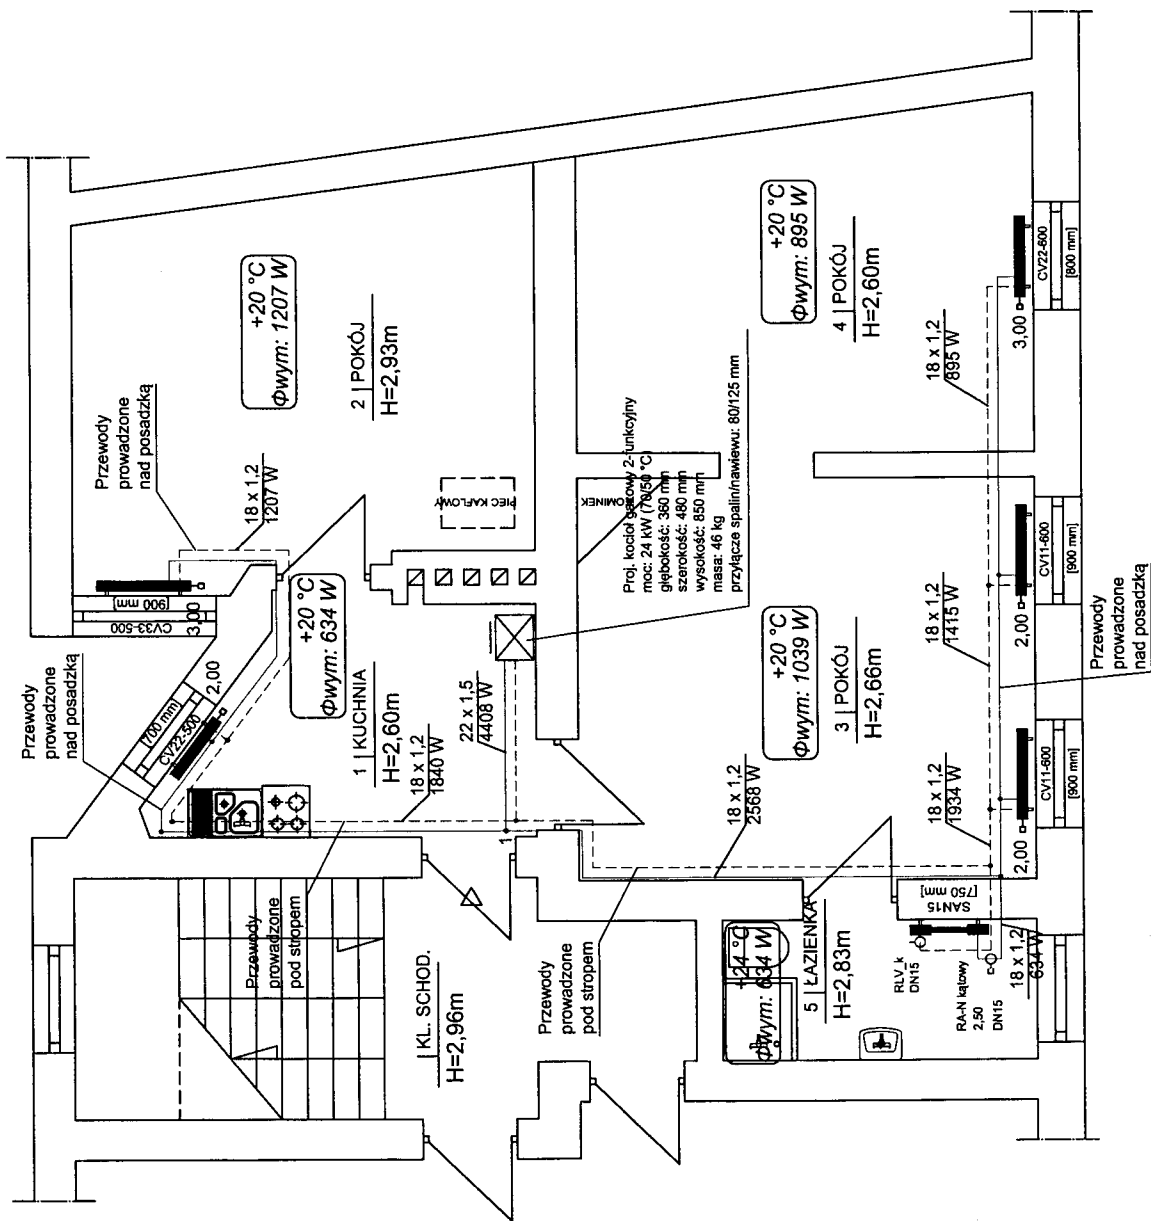 Przewody
prowadzone
nad posadzką
18 x 1,2
1207 W
+20 °C
Φwym: 1207 W
2 | POKÓJ
H=2,93m
PIEC KAFLOWY
[900 mm]
CV33-500
3,00
Przewody
prowadzone
nad posadzką
[700 mm]
CV22-500
2,00
+20 °C
Φwym: 634 W
1 | KUCHNIA
H=2,60m
18 x 1,2
1840 W
22 x 1,5
4408 W
1
KOMINEK
Proj. kocioł gazowy 2-funkcyjny
moc: 24 kW (70/50 °C)
głębokość: 360 mm
szerokość: 480 mm
wysokość: 850 mm
masa: 46 kg
przyłącze spalin/nawiewu: 80/125 mm
+20 °C
Φwym: 895 W
4 | POKÓJ
H=2,60m
18 x 1,2
895 W
3,00
CV22-600
[800 mm]
+20 °C
Φwym: 1039 W
3 | POKÓJ
H=2,66m
18 x 1,2
1415 W
2,00
CV11-600
[900 mm]
Przewody
prowadzone
nad posadzką
18 x 1,2
2568 W
18 x 1,2
1934 W
2,00
CV11-600
[900 mm]
Przewody
prowadzone
pod stropem
| KL. SCHOD.
H=2,96m
Przewody
prowadzone
pod stropem
+24 °C
Φwym: 634 W
5 | ŁAZIENKA
H=2,83m
SAN15
[750 mm]
RLV_k
DN15
RA-N kątowy
2,50
DN15
18 x 1,2
634 W